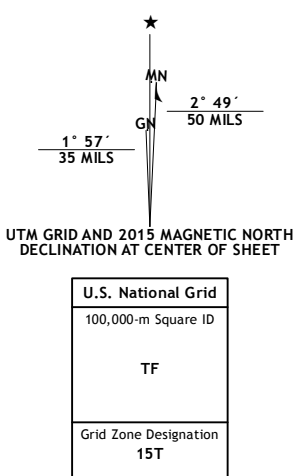 MN
GN
2° 49´
50 MILS
1° 57´
35 MILS
UTM GRID AND 2015 MAGNETIC NORTH
DECLINATION AT CENTER OF SHEET
U.S. National Grid
100,000-m Square ID
TF
Grid Zone Designation
15T